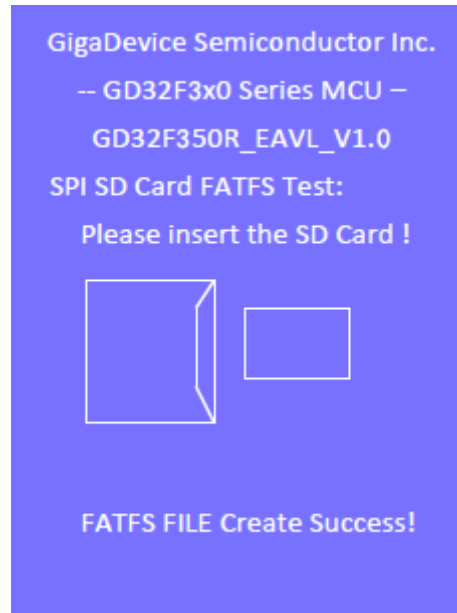 GigaDevice Semiconductor Inc.
-- GD32F3x0 Series MCU –
GD32F350R_EAVL_V1.0
SPI SD Card FATFS Test:
Please insert the SD Card !
FATFS FILE Create Success!